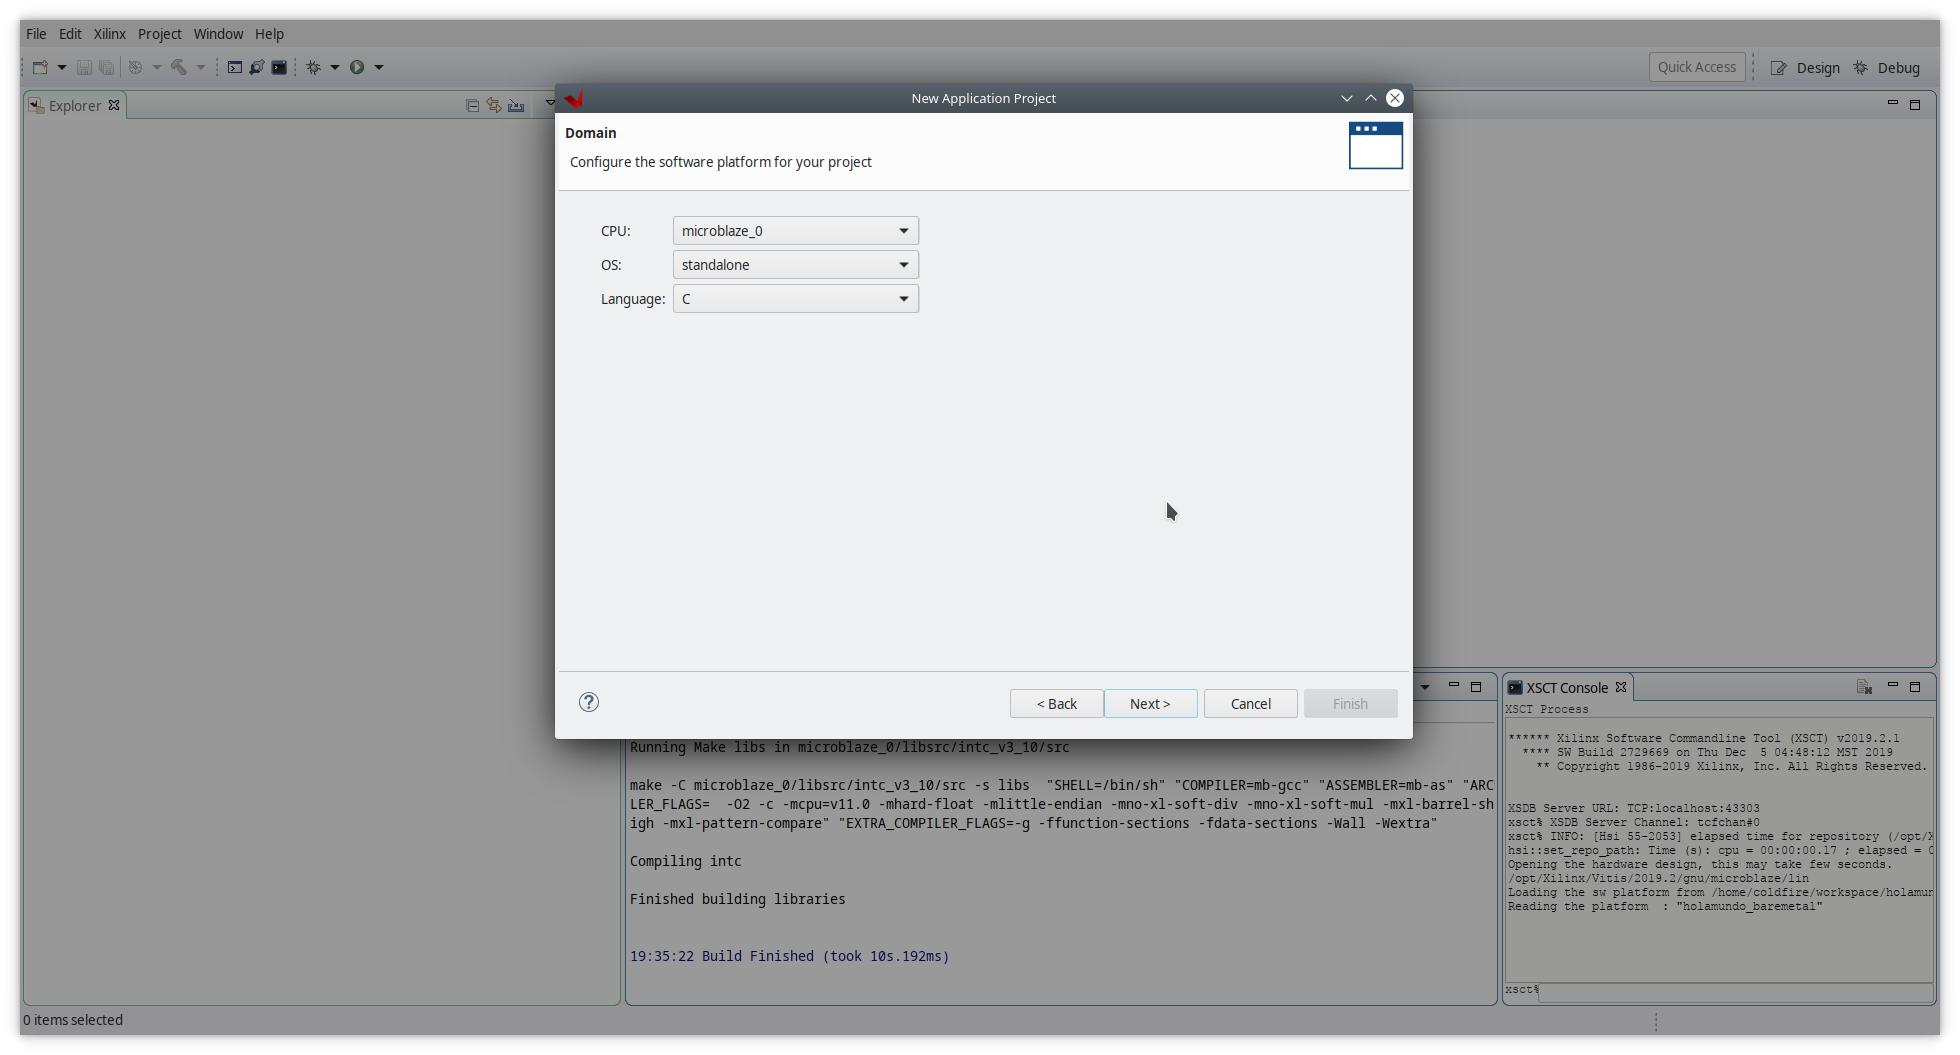 File Edit Xilinx Project Window Help
Quick Access
Design
Debug
Explorer
New Application Project
Domain
Configure the software platform for your project
CPU: microblaze_0
OS: standalone
Language: C
< Back
Next >
Cancel
Finish
Running Make libs in microblaze_0/libsrc/intc_v3_10/src
make -C microblaze_0/libsrc/intc_v3_10/src -s libs  "SHELL=/bin/sh" "COMPILER=mb-gcc" "ASSEMBLER=mb-as" "ARC
LER_FLAGS=  -O2 -c -mcpu=v11.0 -mhard-float -mlittle-endian -mno-xl-soft-div -mno-xl-soft-mul -mxl-barrel-sh
igh -mxl-pattern-compare" "EXTRA_COMPILER_FLAGS=-g -ffunction-sections -fdata-sections -Wall -Wextra"
Compiling intc
Finished building libraries
19:35:22 Build Finished (took 10s.192ms)
XSCT Console
XSCT Process
****** Xilinx Software Commandline Tool (XSCT) v2019.2.1
**** SW Build 2729669 on Thu Dec  5 04:48:12 MST 2019
** Copyright 1986-2019 Xilinx, Inc. All Rights Reserved.
XSDB Server URL: TCP:localhost:43303
xsct% XSDB Server Channel: tcfchan#0
xsct% INFO: [Hsi 55-2053] elapsed time for repository (/opt/X
hsi::set_repo_path: Time (s): cpu = 00:00:00.17 ; elapsed = 0
Opening the hardware design, this may take few seconds.
/opt/Xilinx/Vitis/2019.2/gnu/microblaze/lin
Loading the sw platform from /home/coldfire/workspace/holamun
Reading the platform  : "holamundo_baremetal"
xsct%
0 items selected